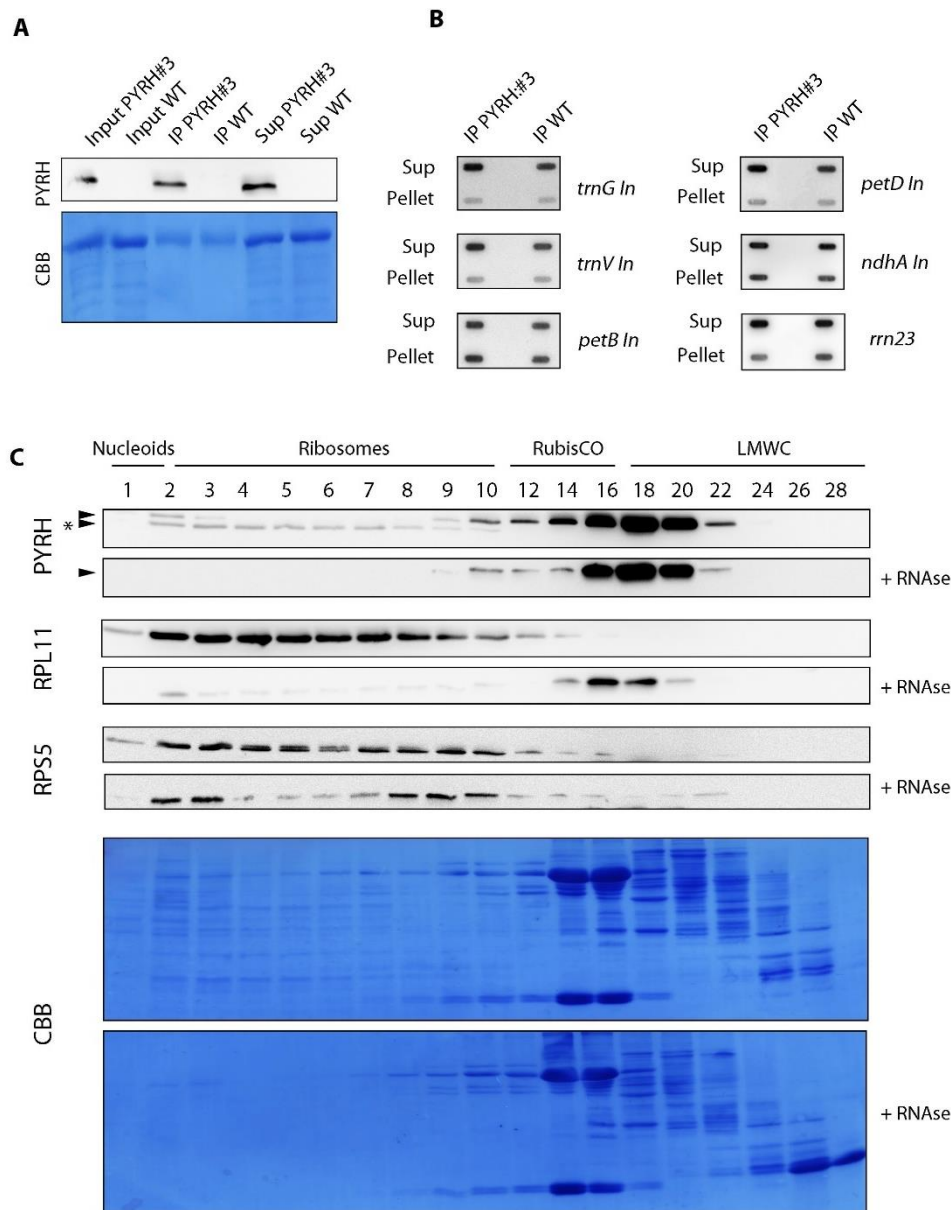 A
B
Input PYRH#3
Input WT
IP PYRH#3
IP WT
Sup PYRH#3
Sup WT
PYRH
CBB
IP PYRH:#3
IP WT
Sup
Pellet
trnG In
Sup
Pellet
trnV In
Sup
Pellet
petB In
IP PYRH#3
IP WT
Sup
Pellet
petD In
Sup
Pellet
ndhA In
Sup
Pellet
rrn23
C
Nucleoids Ribosomes RubisCO LMWC
1 2 3 4 5 6 7 8 9 10 12 14 16 18 20 22 24 26 28
PYRH
*
+ RNAse
RPL11
+ RNAse
RPS5
+ RNAse
CBB
+ RNAse